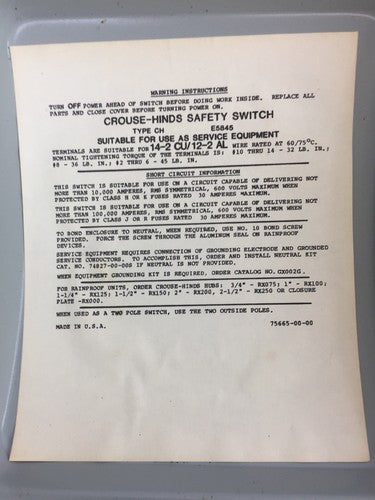 WARNING INSTRUCTIONS
TURN OFF POWER AHEAD OF SWITCH BEFORE DOING WORK INSIDE. REPLACE ALL
PARTS AND CLOSE COVER BEFORE TURNING POWER ON.
CROUSE-HINDS SAFETY SWITCH
TYPE CH E5845
SUITABLE FOR USE AS SERVICE EQUIPMENT
TERMINALS ARE SUITABLE FOR 14-2 CU/12-2 AL WIRE RATED AT 60/75°C.
NOMINAL TIGHTENING TORQUE OF THE TERMINALS IS: #10 THRU 14 - 32 LB. IN.;
#8 - 36 LB. IN.; #2 THRU 6 - 45 LB. IN.
SHORT CIRCUIT INFORMATION
THIS SWITCH IS SUITABLE FOR USE ON A CIRCUIT CAPABLE OF DELIVERING NOT
MORE THAN 10,000 AMPERES, RMS SYMMETRICAL, 600 VOLTS MAXIMUM WHEN
PROTECTED BY CLASS H OR K FUSES RATED 30 AMPERES MAXIMUM.
THIS SWITCH IS SUITABLE FOR USE ON A CIRCUIT CAPABLE OF DELIVERING NOT
MORE THAN 100,000 AMPERES, RMS SYMMETRICAL, 600 VOLTS MAXIMUM WHEN
PROTECTED BY CLASS J OR R FUSES RATED 30 AMPERES MAXIMUM.
TO BOND ENCLOSURE TO NEUTRAL, WHEN REQUIRED, USE NO. 10 BOND SCREW
PROVIDED. FORCE THE SCREW THROUGH THE ALUMINUM SEAL ON RAINPROOF
DEVICES.
SERVICE EQUIPMENT REQUIRES CONNECTION OF GROUNDING ELECTRODE AND GROUNDED
SERVICE CONDUCTORS. TO ACCOMPLISH THIS, ORDER AND INSTALL NEUTRAL KIT
CAT. NO. 74827-00-00S IF NEUTRAL IS NOT PROVIDED.
WHEN EQUIPMENT GROUNDING KIT IS REQUIRED, ORDER CATALOG NO. GX002G.
FOR RAINPROOF UNITS, ORDER CROUSE-HINDS HUBS: 3/4" - RX075; 1" - RX100;
1-1/4" - RX125; 1-1/2" - RX150; 2" - RX200, 2-1/2" - RX250 OR CLOSURE
PLATE -RX000.
WHEN USED AS A TWO POLE SWITCH, USE THE TWO OUTSIDE POLES.
MADE IN U.S.A. 75665-00-00